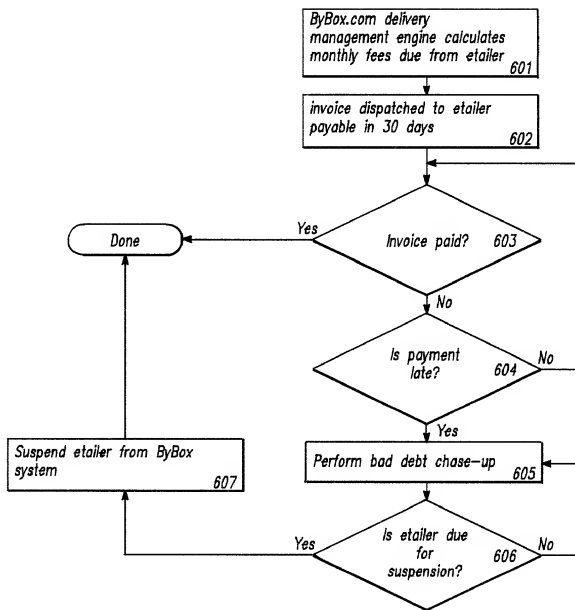 ByBox.com delivery
management engine calculates
monthly fees due from etailer
601
invoice dispatched to etailer
payable in 30 days
602
Yes
Done
Invoice paid? 603
No
Is payment
late?
604
No
Yes
Suspend etailer from ByBox
system
607
Perform bad debt chase-up
605
Yes
Is etailer due
for
suspension?
606
No